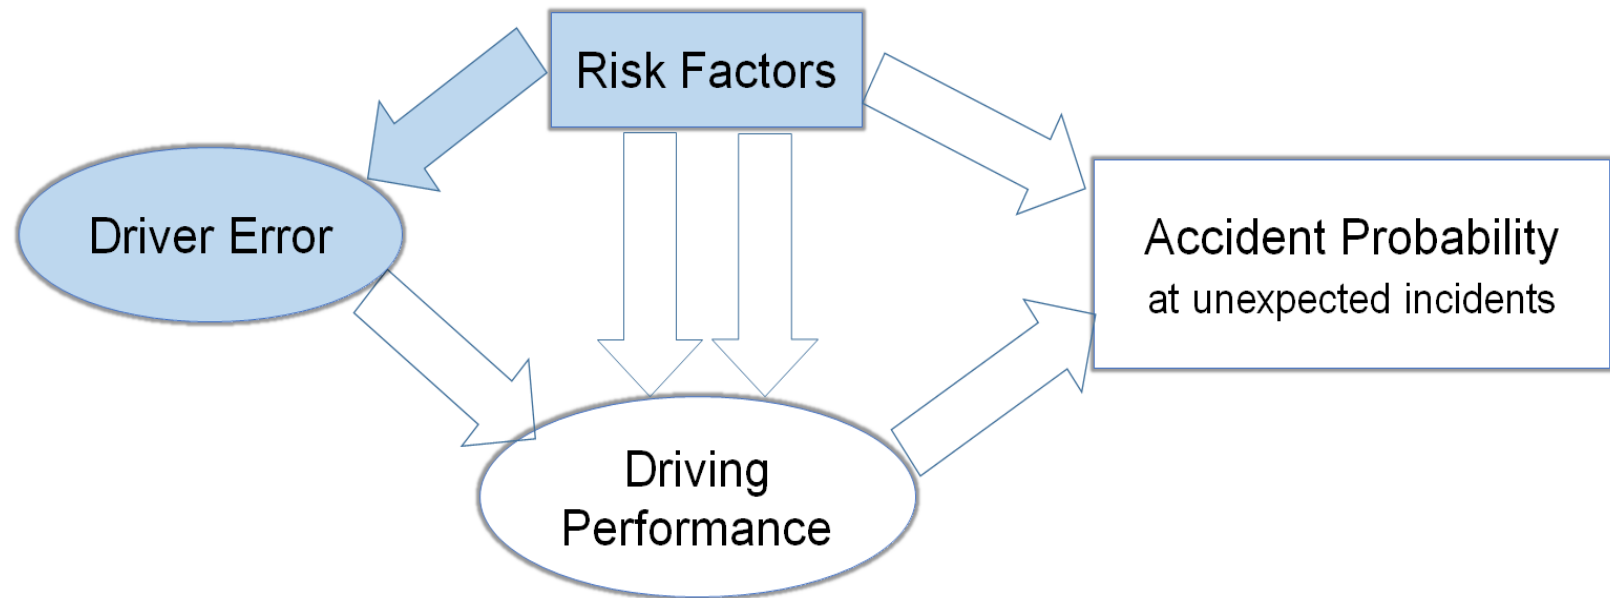 Risk Factors
Driver Error
Accident Probability
at unexpected incidents
Driving
Performance